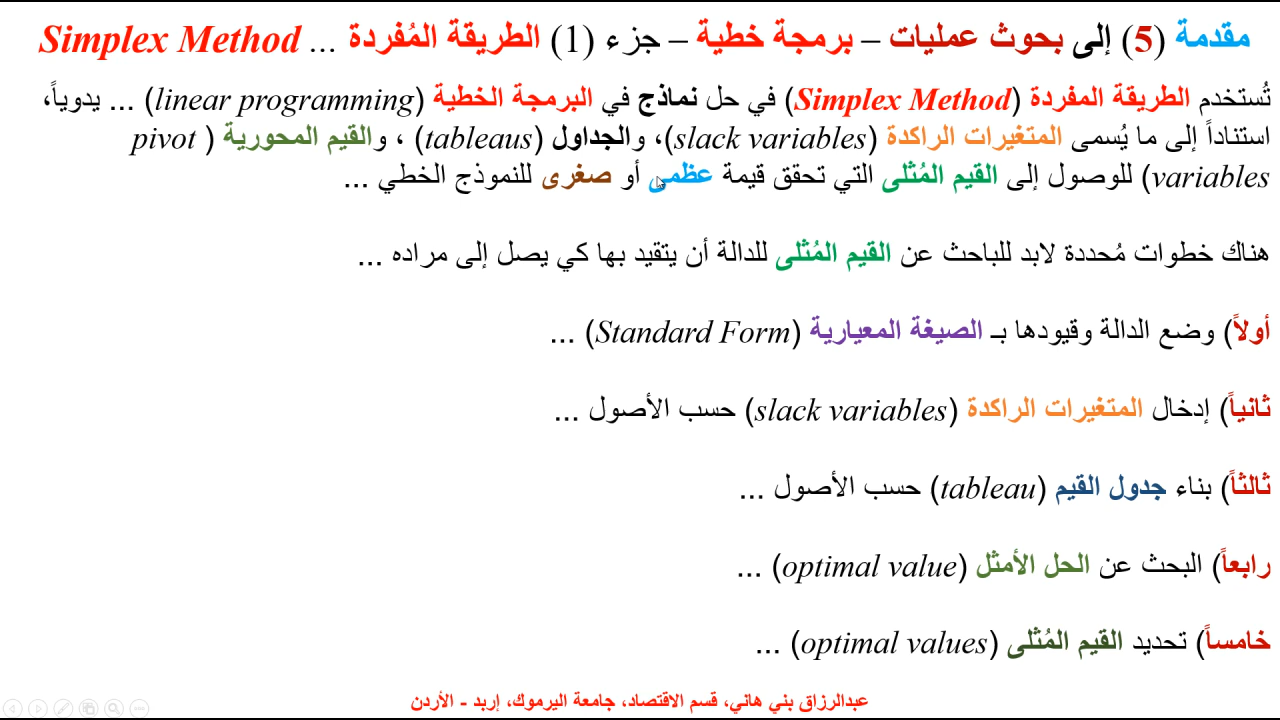 مقدمة (5) إلى بحوث عمليات – برمجة خطية – جزء (1) الطريقة المُفردة ... Simplex Method
تُستخدم الطريقة المفردة (Simplex Method) في حل نماذج في البرمجة الخطية (linear programming) ... يدوياً،
استناداً إلى ما يُسمى المتغيرات الراكدة (slack variables)، والجداول (tableaus) ، والقيم المحورية (pivot
variables) للوصول إلى القيم المُثلى التي تحقق قيمة عظمى أو صغرى للنموذج الخطي ...
هناك خطوات مُحددة لابد للباحث عن القيم المُثلى للدالة أن يتقيد بها كي يصل إلى مراده ...
أولاً) وضع الدالة وقيودها بـ الصيغة المعيارية (Standard Form) ...
ثانياً) إدخال المتغيرات الراكدة (slack variables) حسب الأصول ...
ثالثاً) بناء جدول القيم (tableau) حسب الأصول ...
رابعاً) البحث عن الحل الأمثل (optimal value) ...
خامساً) تحديد القيم المُثلى (optimal values) ...
عبدالرزاق بني هاني، قسم الاقتصاد، جامعة اليرموك، إربد - الأردن